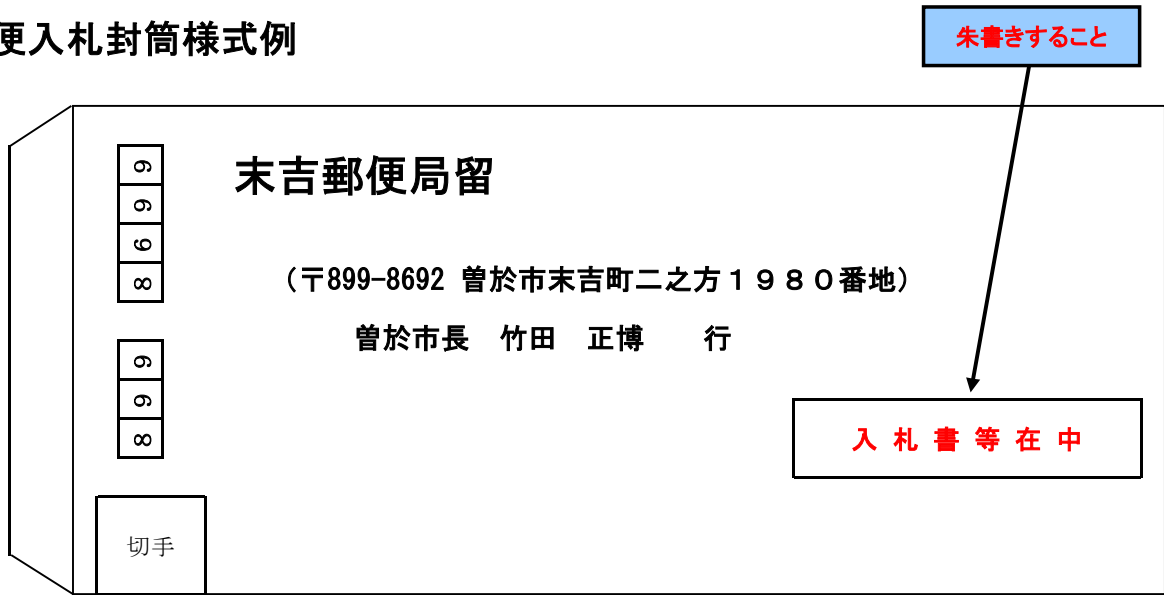 便入札封筒様式例
朱書きすること
末吉郵便局留
（〒899-8692 曽於市末吉町二之方１９８０番地）
曽於市長　竹田　正博　　行
899
8699
入札書等在中
切手